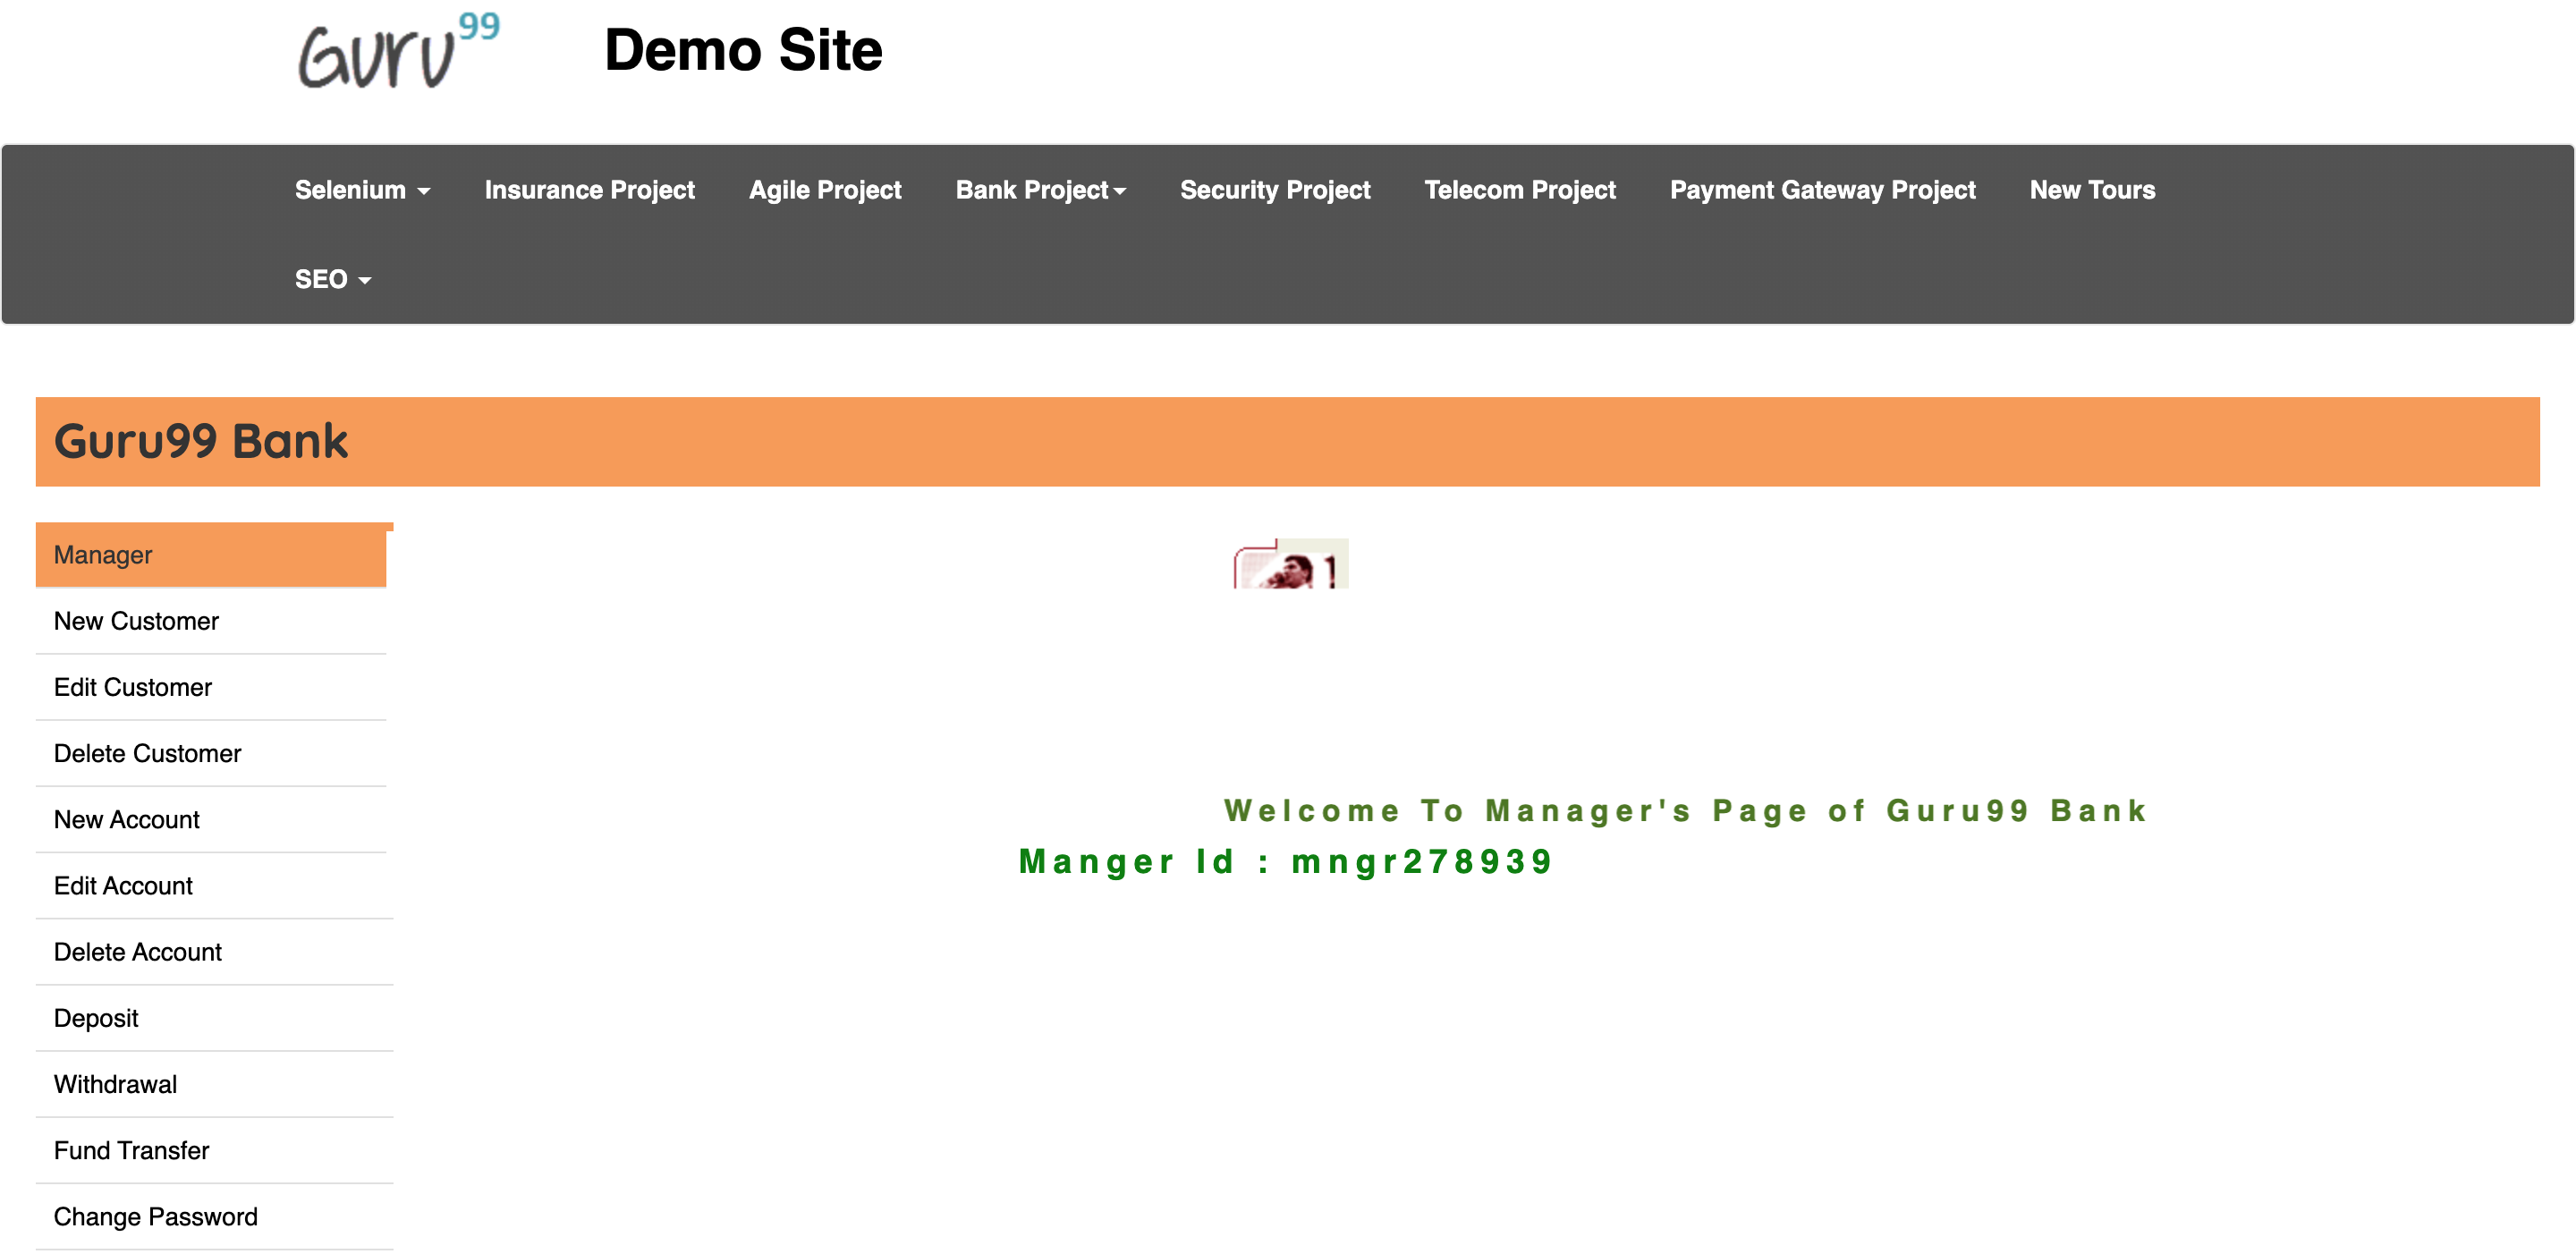 Guru99
Demo Site
Selenium Insurance Project Agile Project Bank Project Security Project Telecom Project Payment Gateway Project New Tours
SEO
Guru99 Bank
Manager
New Customer
Edit Customer
Delete Customer
New Account
Edit Account
Delete Account
Deposit
Withdrawal
Fund Transfer
Change Password
Welcome To Manager's Page of Guru99 Bank
Manger Id : mngr278939